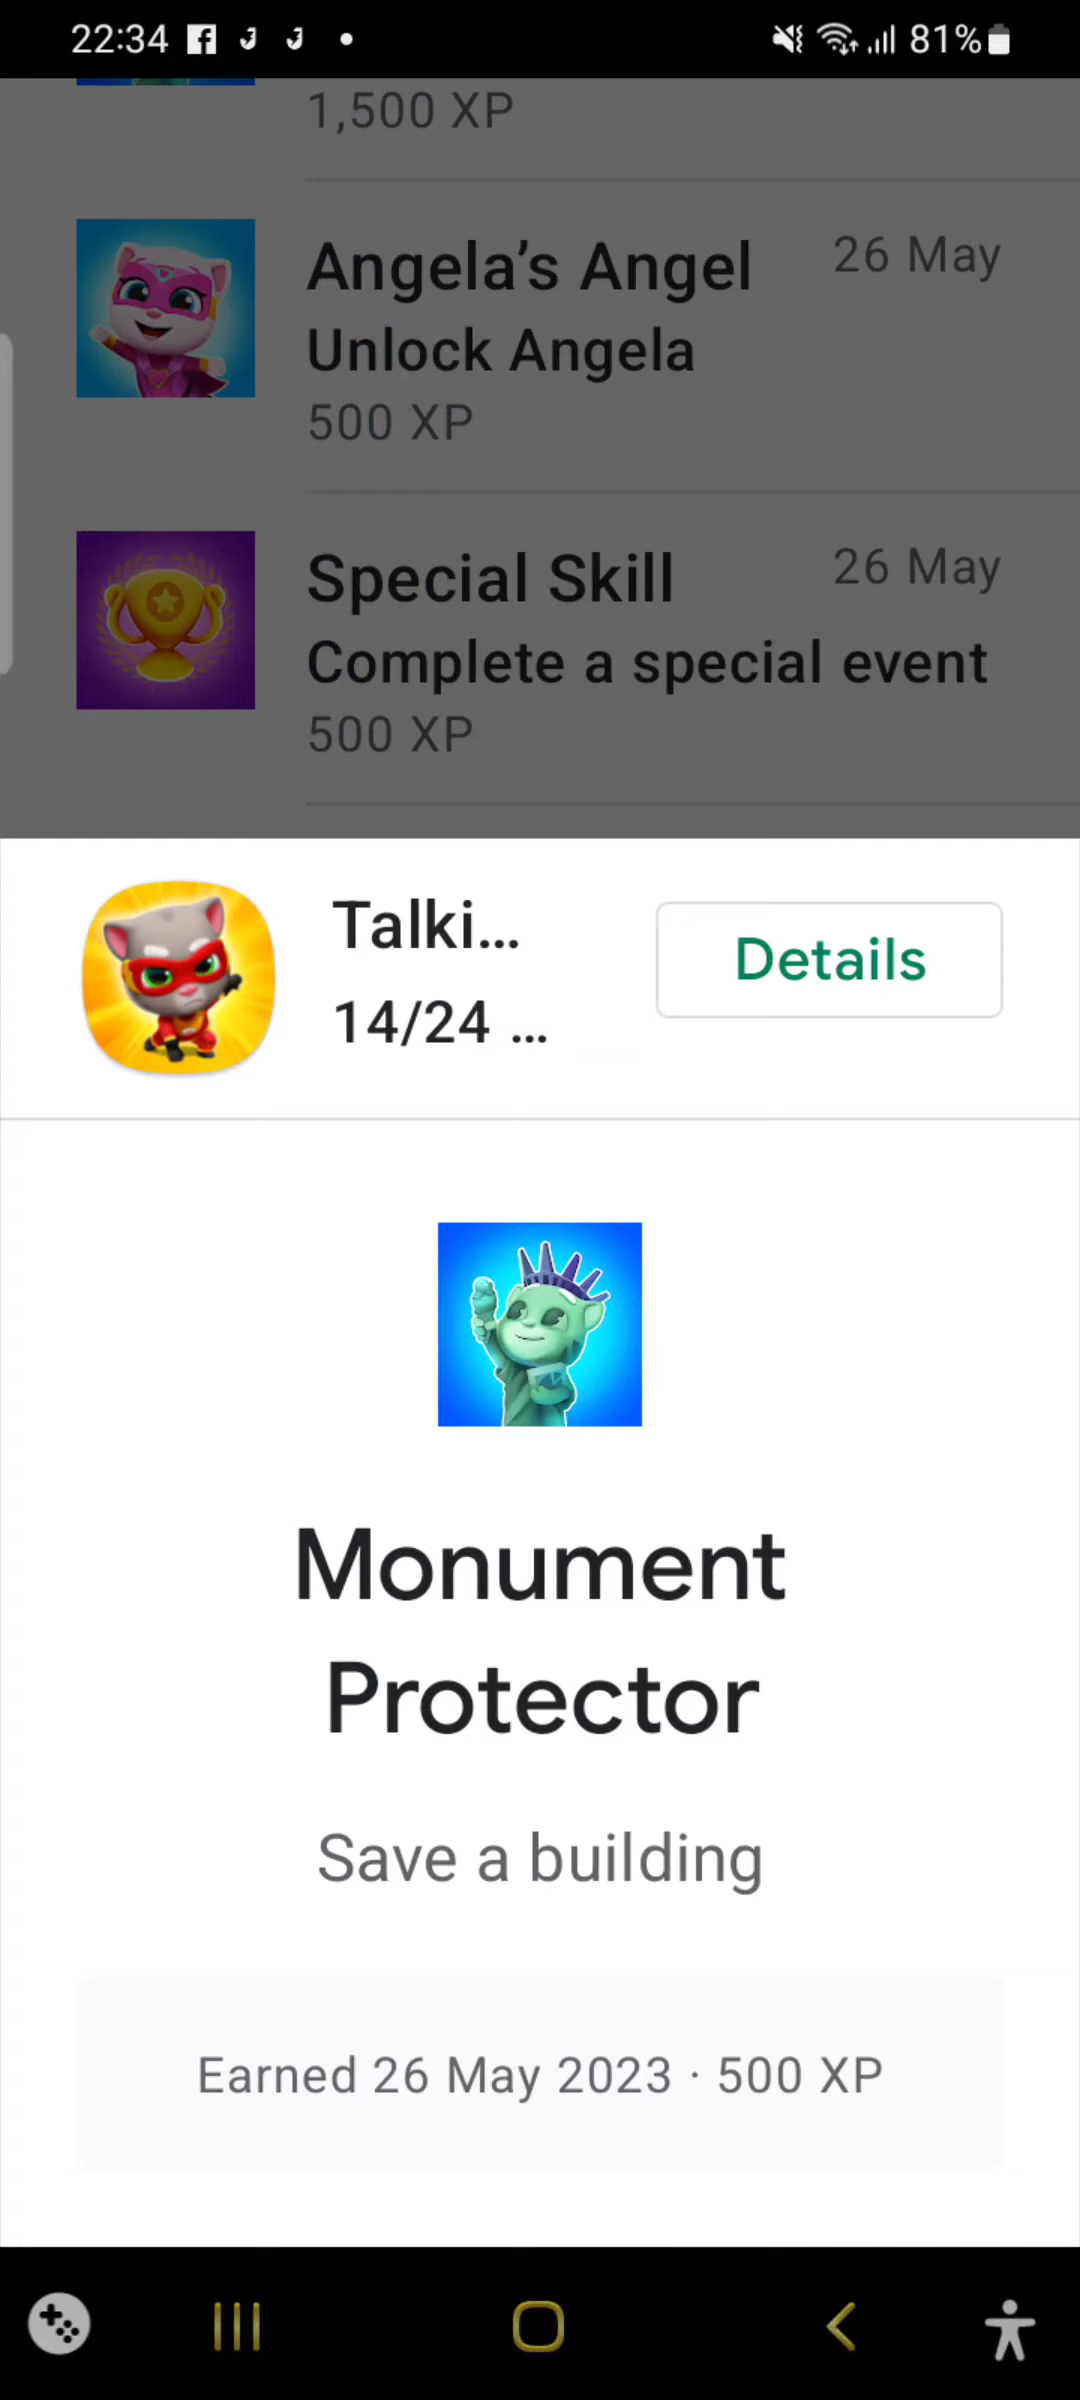 22:34
81%
1,500 XP
Angela's Angel
26 May
Unlock Angela
500 XP
Special Skill
26 May
Complete a special event
500 XP
Talki...
Details
14/24 ...
Monument
Protector
Save a building
Earned 26 May 2023 · 500 XP